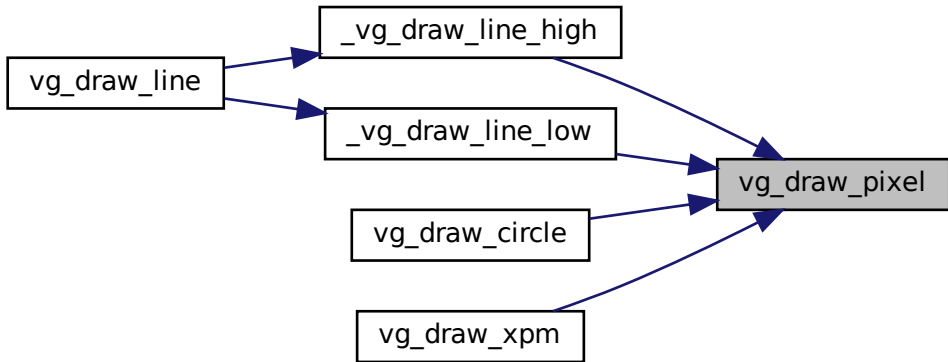 _vg_draw_line_high
vg_draw_line
_vg_draw_line_low
vg_draw_pixel
vg_draw_circle
vg_draw_xpm